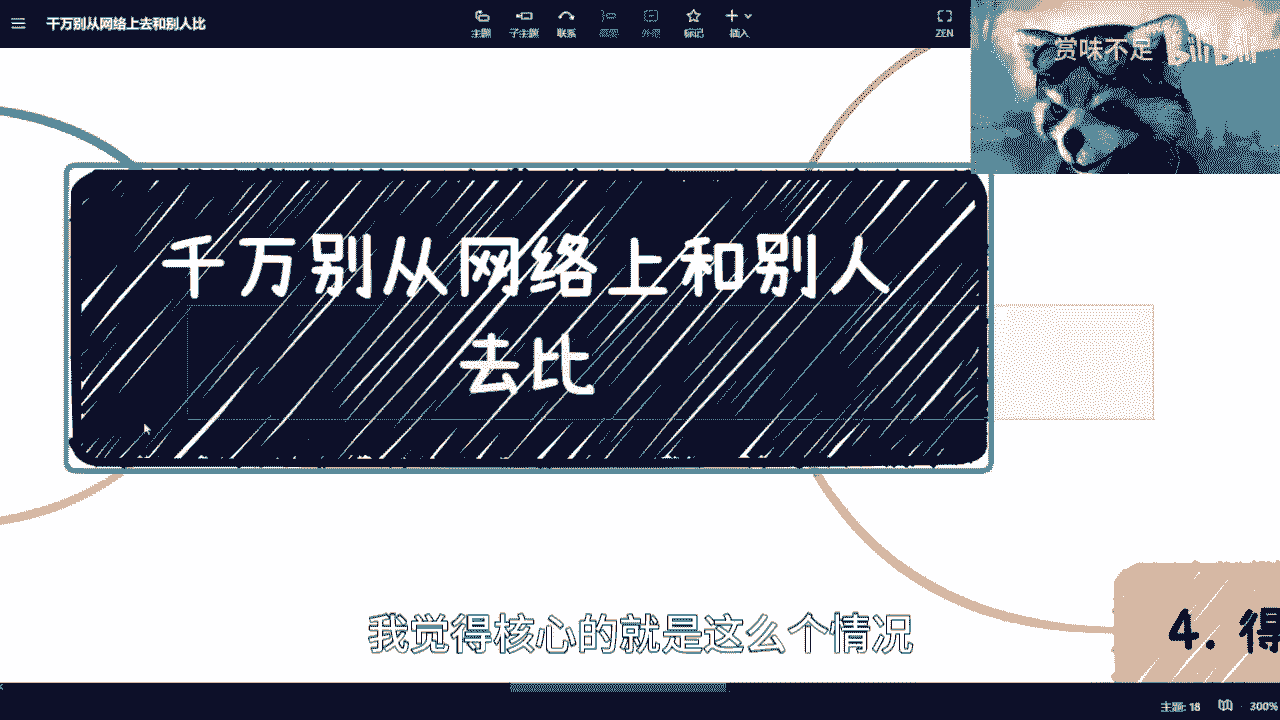 千万别从网络上去和别人比
主题
子主题
联系
概要
外框
标记
插入
ZEN
赏味不足
bilibili
千万别从网络上和别人
去比
4. 得
我觉得核心的就是这么个情况
主题: 18
300%